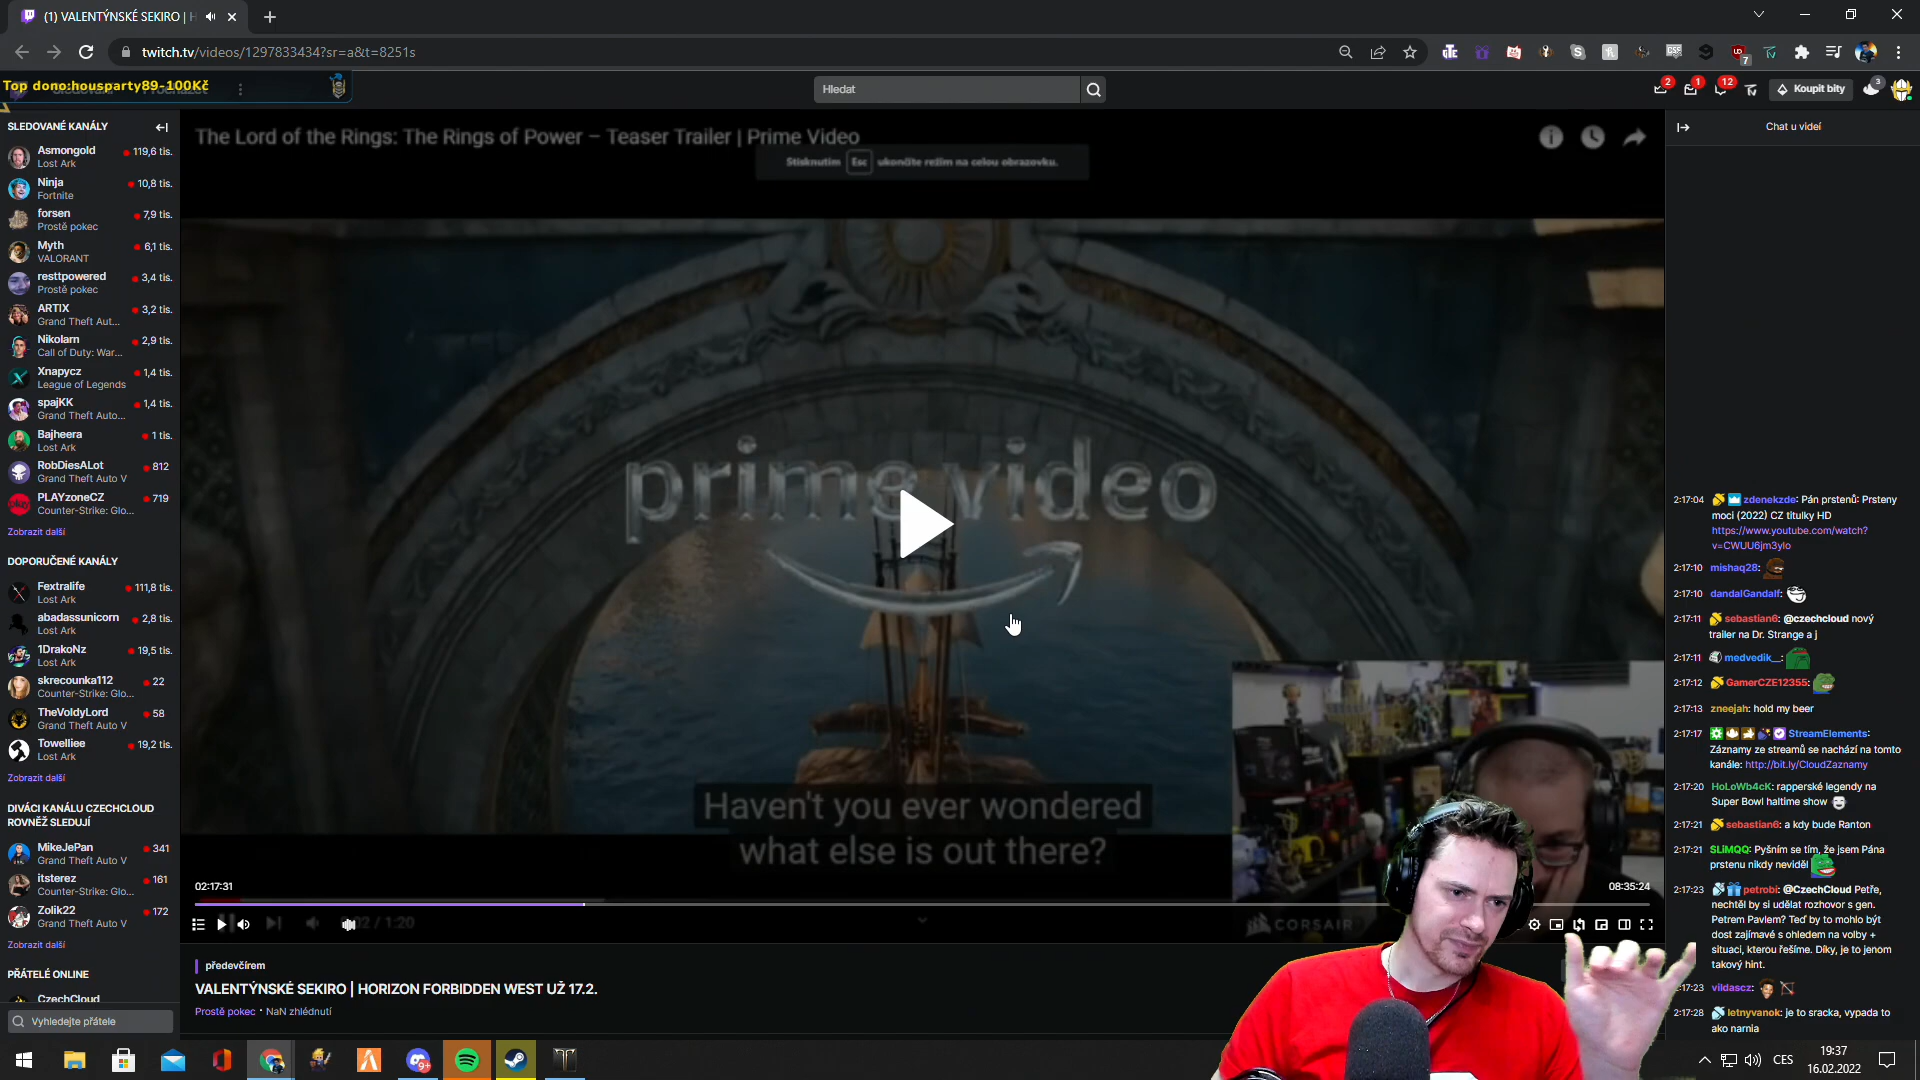 (1) VALENTÝNSKÉ SEKIRO | H
twitch.tv/videos/1297833434?sr=a&t=8251s
7
Top dono:housparty89-100Kč
Hledat
2
1
12
Koupit bity
3
SLEDOVANÉ KANÁLY
Asmongold
119,6 tis.
Lost Ark
Ninja
10,8 tis.
Fortnite
forsen
7,9 tis.
Prostě pokec
Myth
6,1 tis.
VALORANT
resttpowered
3,4 tis.
Prostě pokec
ARTIX
3,2 tis.
Grand Theft Aut...
Nikolarn
2,9 tis.
Call of Duty: War...
Xnapycz
1,4 tis.
League of Legends
spajKK
1,4 tis.
Grand Theft Auto...
Bajheera
1 tis.
Lost Ark
RobDiesALot
812
Grand Theft Auto V
PLAYzoneCZ
719
Counter-Strike: Glo...
Zobrazit další
DOPORUČENÉ KANÁLY
Fextralife
111,8 tis.
Lost Ark
abadassunicorn
2,8 tis.
Lost Ark
1DrakoNz
19,5 tis.
Lost Ark
skrecounka112
22
Counter-Strike: Glo...
TheVoldyLord
58
Grand Theft Auto V
Towelliee
19,2 tis.
Lost Ark
Zobrazit další
DIVÁCI KANÁLU CZECHCLOUD
ROVNĚŽ SLEDUJÍ
MikeJePan
341
Grand Theft Auto V
itsterez
161
Counter-Strike: Glo...
Zolik22
172
Grand Theft Auto V
Zobrazit další
PŘÁTELÉ ONLINE
CzechCloud
Vyhledejte přátele
The Lord of the Rings: The Rings of Power – Teaser Trailer | Prime Video
Stisknutím Esc ukončíte režim na celou obrazovku.
prime video
Haven't you ever wondered
what else is out there?
02:17:31
08:35:24
/ 1:20
CORSAIR
předevčírem
VALENTÝNSKÉ SEKIRO | HORIZON FORBIDDEN WEST UŽ 17.2.
Prostě pokec • NaN zhlédnutí
Chat u videí
2:17:04 zdenekzde: Pán prstenů: Prsteny
moci (2022) CZ titulky HD
https://www.youtube.com/watch?
v=CWUU6jm3ylo
2:17:10 mishaq28:
2:17:10 dandalGandalf:
2:17:11 sebastian6: @czechcloud nový
trailer na Dr. Strange a j
2:17:11 medvedik__:
2:17:12 GamerCZE12355:
2:17:13 zneejah: hold my beer
2:17:17 StreamElements:
Záznamy ze streamů se nachází na tomto
kanále: http://bit.ly/CloudZaznamy
2:17:20 HoLoWb4cK: rapperské legendy na
Super Bowl haltime show
2:17:21 sebastian6: a kdy bude Ranton
2:17:21 SLiMQQ: Pyšním se tím, že jsem Pána
prstenu nikdy neviděl
2:17:23 petrobi: @CzechCloud Petře,
nechtěl by si udělat rozhovor s gen.
Petrem Pavlem? Teď by to mohlo být
dost zajímavé s ohledem na volby +
situaci, kterou řešíme. Díky, je to jenom
takový hint.
:17:23 vildascz:
2:17:28 letnyvanok: je to sracka, vypada to
ako narnia
9+
CES
19:37
16.02.2022